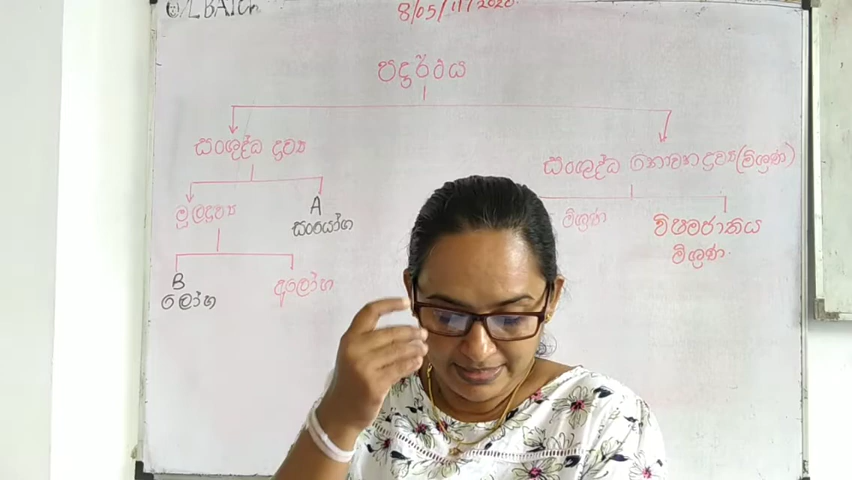 O/L BATCH
පදාර්ථය
සංශුද්ධ ද්‍රව්‍ය
සංශුද්ධ නොවන ද්‍රව්‍ය(මිශ්‍රණ)
මූලද්‍රව්‍ය
A
සංයෝග
මිශ්‍රණ
විෂමජාතිය
මිශ්‍රණ.
B
ලෝහ
අලෝහ